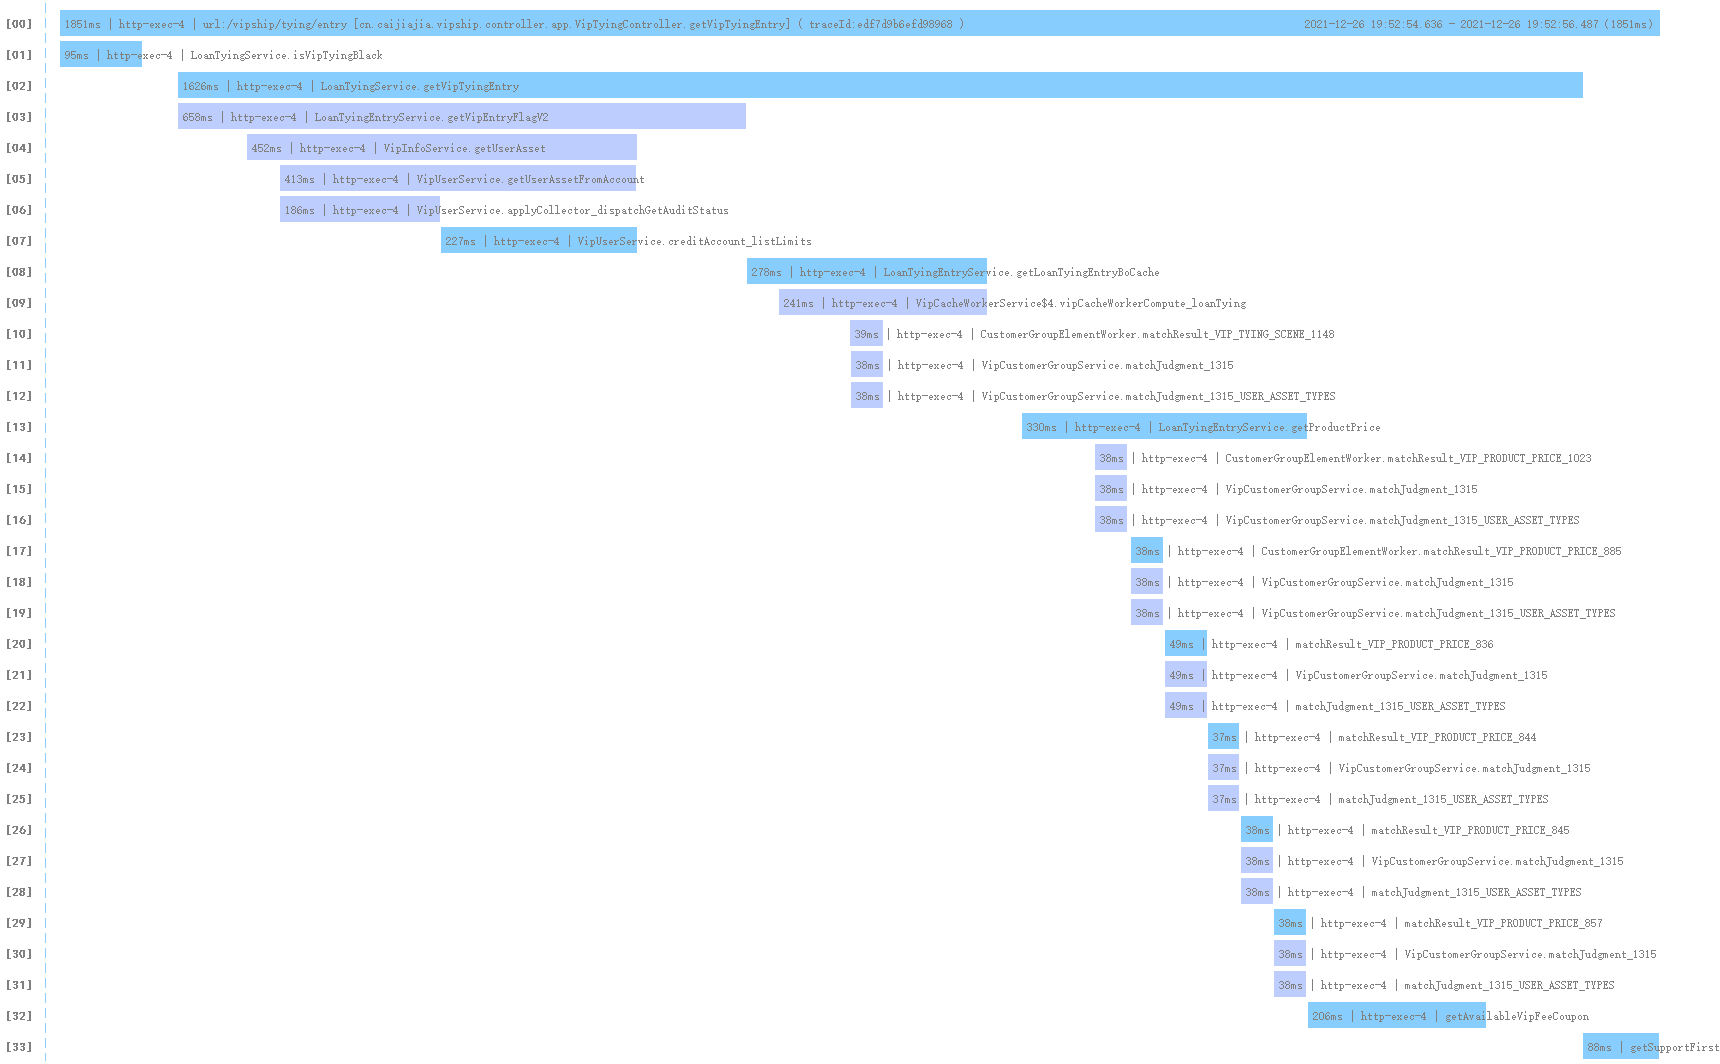 [00] 1851ms | http-exec-4 | url:/vipship/tying/entry [cn.caijiajia.vipship.controller.app.VipTyingController.getVipTyingEntry] ( traceId:edf7d9b6efd98968 ) 2021-12-26 19:52:54.636 - 2021-12-26 19:52:56.487 (1851ms)
[01] 95ms | http-exec-4 | LoanTyingService.isVipTyingBlack
[02] 1626ms | http-exec-4 | LoanTyingService.getVipTyingEntry
[03] 658ms | http-exec-4 | LoanTyingEntryService.getVipEntryFlagV2
[04] 452ms | http-exec-4 | VipInfoService.getUserAsset
[05] 413ms | http-exec-4 | VipUserService.getUserAssetFromAccount
[06] 186ms | http-exec-4 | VipUserService.applyCollector_dispatchGetAuditStatus
[07] 227ms | http-exec-4 | VipUserService.creditAccount_listLimits
[08] 278ms | http-exec-4 | LoanTyingEntryService.getLoanTyingEntryBoCache
[09] 241ms | http-exec-4 | VipCacheWorkerService$4.vipCacheWorkerCompute_loanTying
[10] 39ms | http-exec-4 | CustomerGroupElementWorker.matchResult_VIP_TYING_SCENE_1148
[11] 38ms | http-exec-4 | VipCustomerGroupService.matchJudgment_1315
[12] 38ms | http-exec-4 | VipCustomerGroupService.matchJudgment_1315_USER_ASSET_TYPES
[13] 330ms | http-exec-4 | LoanTyingEntryService.getProductPrice
[14] 38ms | http-exec-4 | CustomerGroupElementWorker.matchResult_VIP_PRODUCT_PRICE_1023
[15] 38ms | http-exec-4 | VipCustomerGroupService.matchJudgment_1315
[16] 38ms | http-exec-4 | VipCustomerGroupService.matchJudgment_1315_USER_ASSET_TYPES
[17] 38ms | http-exec-4 | CustomerGroupElementWorker.matchResult_VIP_PRODUCT_PRICE_885
[18] 38ms | http-exec-4 | VipCustomerGroupService.matchJudgment_1315
[19] 38ms | http-exec-4 | VipCustomerGroupService.matchJudgment_1315_USER_ASSET_TYPES
[20] 49ms | http-exec-4 | matchResult_VIP_PRODUCT_PRICE_836
[21] 49ms | http-exec-4 | VipCustomerGroupService.matchJudgment_1315
[22] 49ms | http-exec-4 | matchJudgment_1315_USER_ASSET_TYPES
[23] 37ms | http-exec-4 | matchResult_VIP_PRODUCT_PRICE_844
[24] 37ms | http-exec-4 | VipCustomerGroupService.matchJudgment_1315
[25] 37ms | http-exec-4 | matchJudgment_1315_USER_ASSET_TYPES
[26] 38ms | http-exec-4 | matchResult_VIP_PRODUCT_PRICE_845
[27] 38ms | http-exec-4 | VipCustomerGroupService.matchJudgment_1315
[28] 38ms | http-exec-4 | matchJudgment_1315_USER_ASSET_TYPES
[29] 38ms | http-exec-4 | matchResult_VIP_PRODUCT_PRICE_857
[30] 38ms | http-exec-4 | VipCustomerGroupService.matchJudgment_1315
[31] 38ms | http-exec-4 | matchJudgment_1315_USER_ASSET_TYPES
[32] 206ms | http-exec-4 | getAvailableVipFeeCoupon
[33] 88ms | getSupportFirst